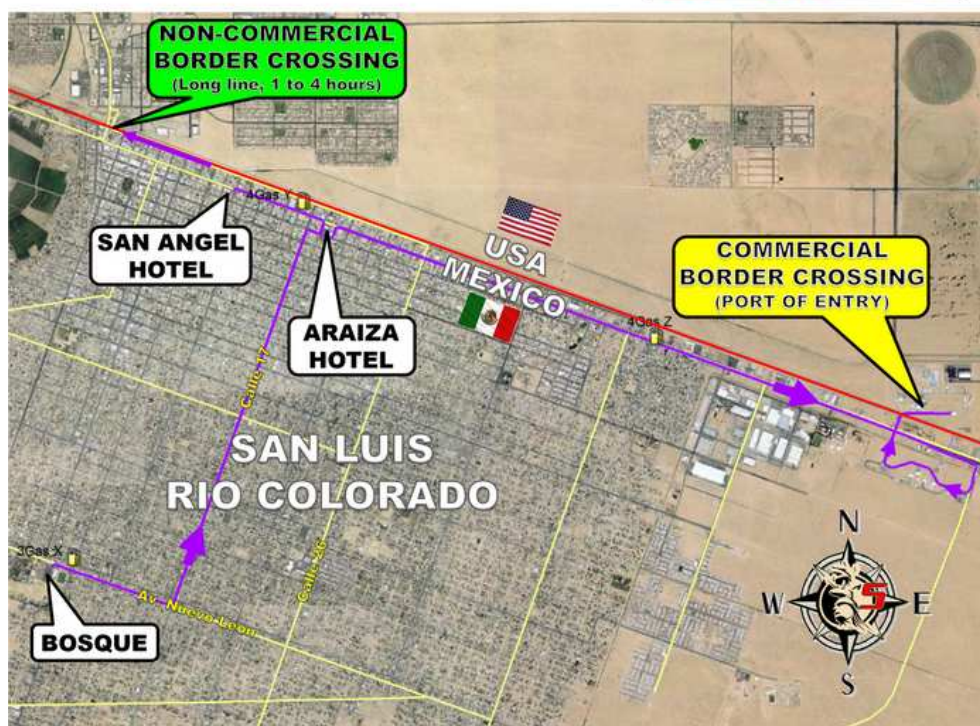 NON-COMMERCIAL
BORDER CROSSING
(Long line, 1 to 4 hours)
4Gas Y
SAN ANGEL
HOTEL
USA
MEXICO
COMMERCIAL
BORDER CROSSING
(PORT OF ENTRY)
ARAIZA
HOTEL
4Gas Z
Calle 17
SAN LUIS
RIO COLORADO
3Gas X
Calle 26
Av. Nuevo Leon
BOSQUE
N
W
S
E
S